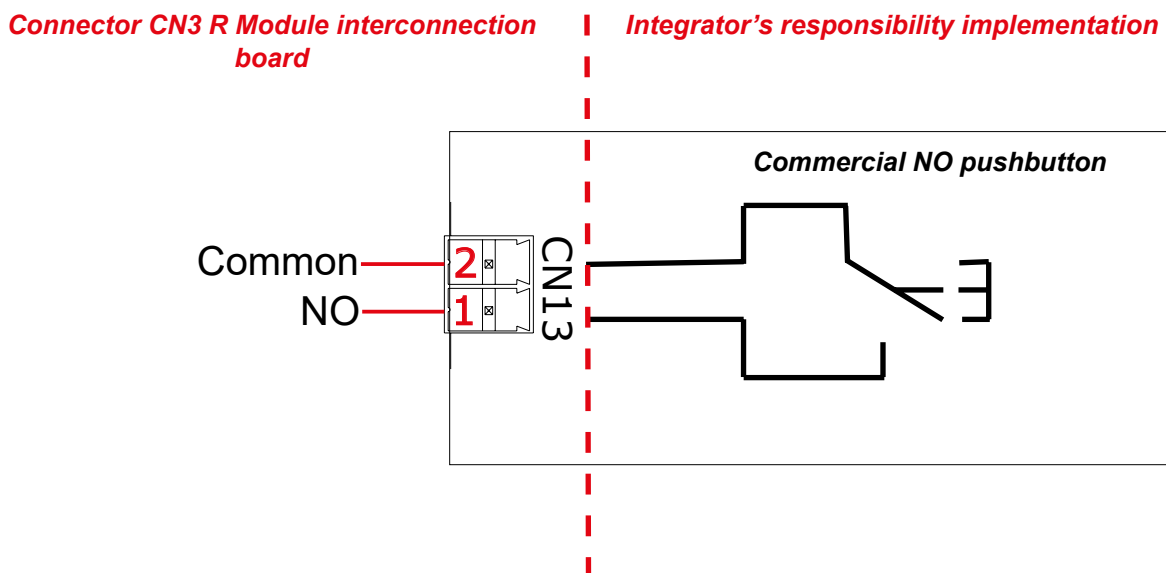 Connector CN3 R Module interconnection
board
Integrator's responsibility implementation
Commercial NO pushbutton
Common
2
NO
1
CN13